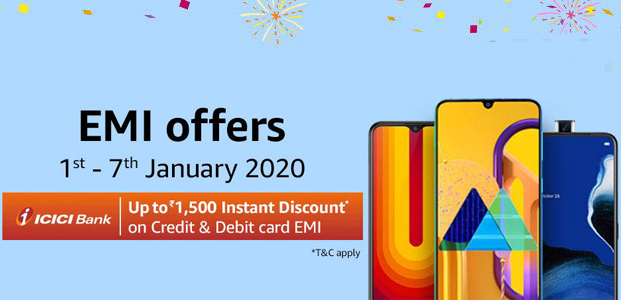 EMI offers
1st - 7th January 2020
ICICI Bank
Up to ₹1,500 Instant Discount*
on Credit & Debit card EMI
*T&C apply